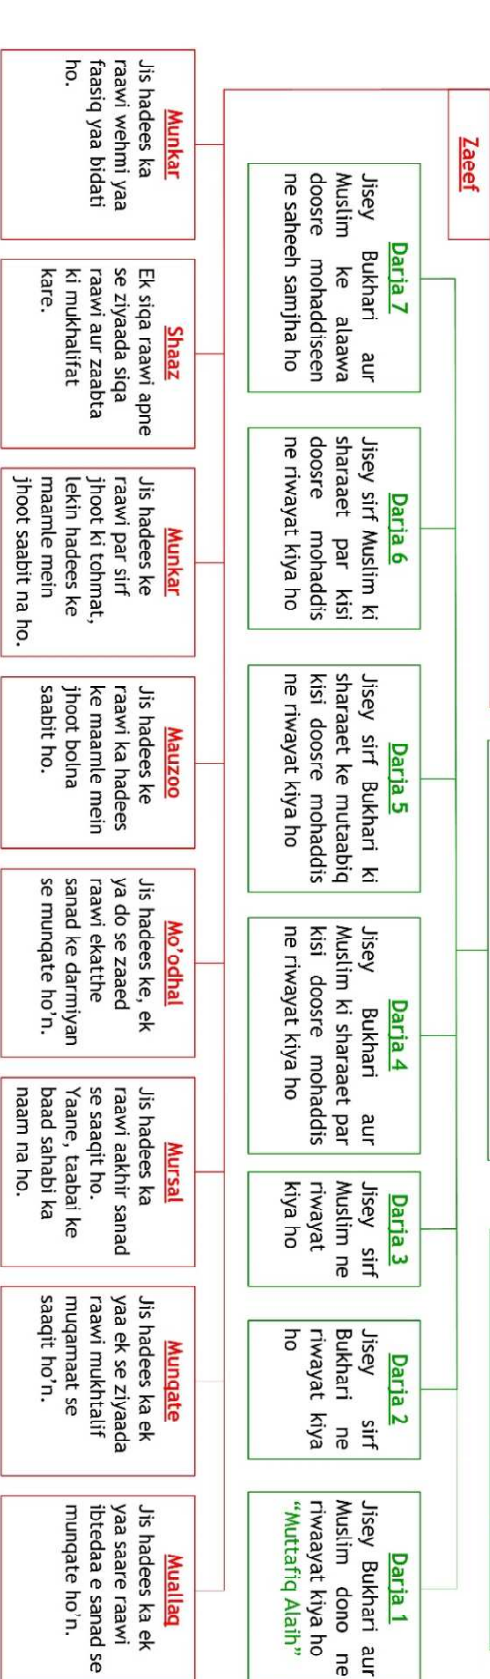 Zaeef
Darja 7
Jisey Bukhari aur
Muslim ke alaawa
doosre mohaddiseen
ne saheeh samjha ho
Darja 6
Jisey sirf Muslim ki
sharaaet par kisi
doosre mohaddis
ne riwayat kiya ho
Darja 5
Jisey sirf Bukhari ki
sharaaet ke mutaabiq
kisi doosre mohaddis
ne riwayat kiya ho
Darja 4
Jisey Bukhari aur
Muslim ki sharaaet par
kisi doosre mohaddis
ne riwayat kiya ho
Darja 3
Jisey sirf
Muslim ne
riwayat
kiya ho
Darja 2
Jisey sirf
Bukhari ne
riwayat kiya
ho
Darja 1
Jisey Bukhari aur
Muslim dono ne
riwaayat kiya ho
“Muttafiq Alaih”
Munkar
Jis hadees ka
raawi wehmi yaa
faasiq yaa bidati
ho.
Shaaz
Ek siqa raawi apne
se ziyaada siqa
raawi aur zaabta
ki mukhalifat
kare.
Munkar
Jis hadees ke
raawi par sirf
jhoot ki tohmat,
lekin hadees ke
maamle mein
jhoot saabit na ho.
Mauzoo
Jis hadees ke
raawi ka hadees
ke maamle mein
jhoot bolna
saabit ho.
Mo’odhal
Jis hadees ke, ek
ya do se zaaed
raawi ekatthe
sanad ke darmiyan
se munqate ho’n.
Mursal
Jis hadees ka
raawi aakhir sanad
se saaqit ho.
Yaane, taabai ke
baad sahabi ka
naam na ho.
Munqate
Jis hadees ka ek
yaa ek se ziyaada
raawi mukhtalif
muqamaat se
saaqit ho’n.
Muallaq
Jis hadees ka ek
yaa saare raawi
ibtedaa e sanad se
munqate ho’n.